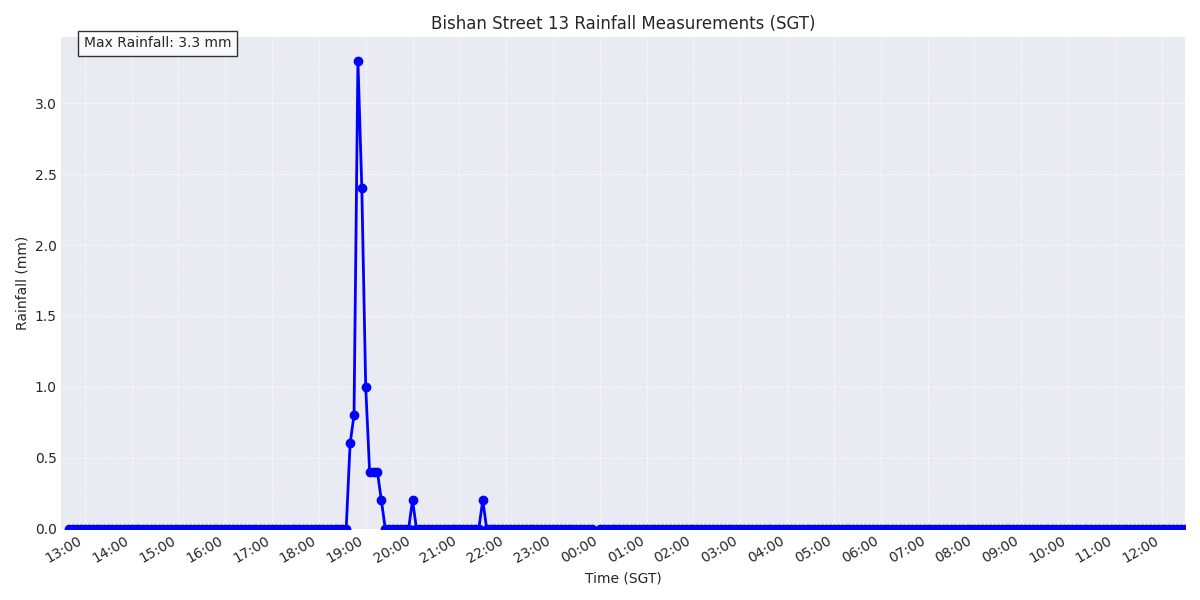 Bishan Street 13 Rainfall Measurements (SGT)
Max Rainfall: 3.3 mm
Rainfall (mm)
3.0
2.5
2.0
1.5
1.0
0.5
0.0
13:00 14:00 15:00 16:00 17:00 18:00 19:00 20:00 21:00 22:00 23:00 00:00 01:00 02:00 03:00 04:00 05:00 06:00 07:00 08:00 09:00 10:00 11:00 12:00
Time (SGT)